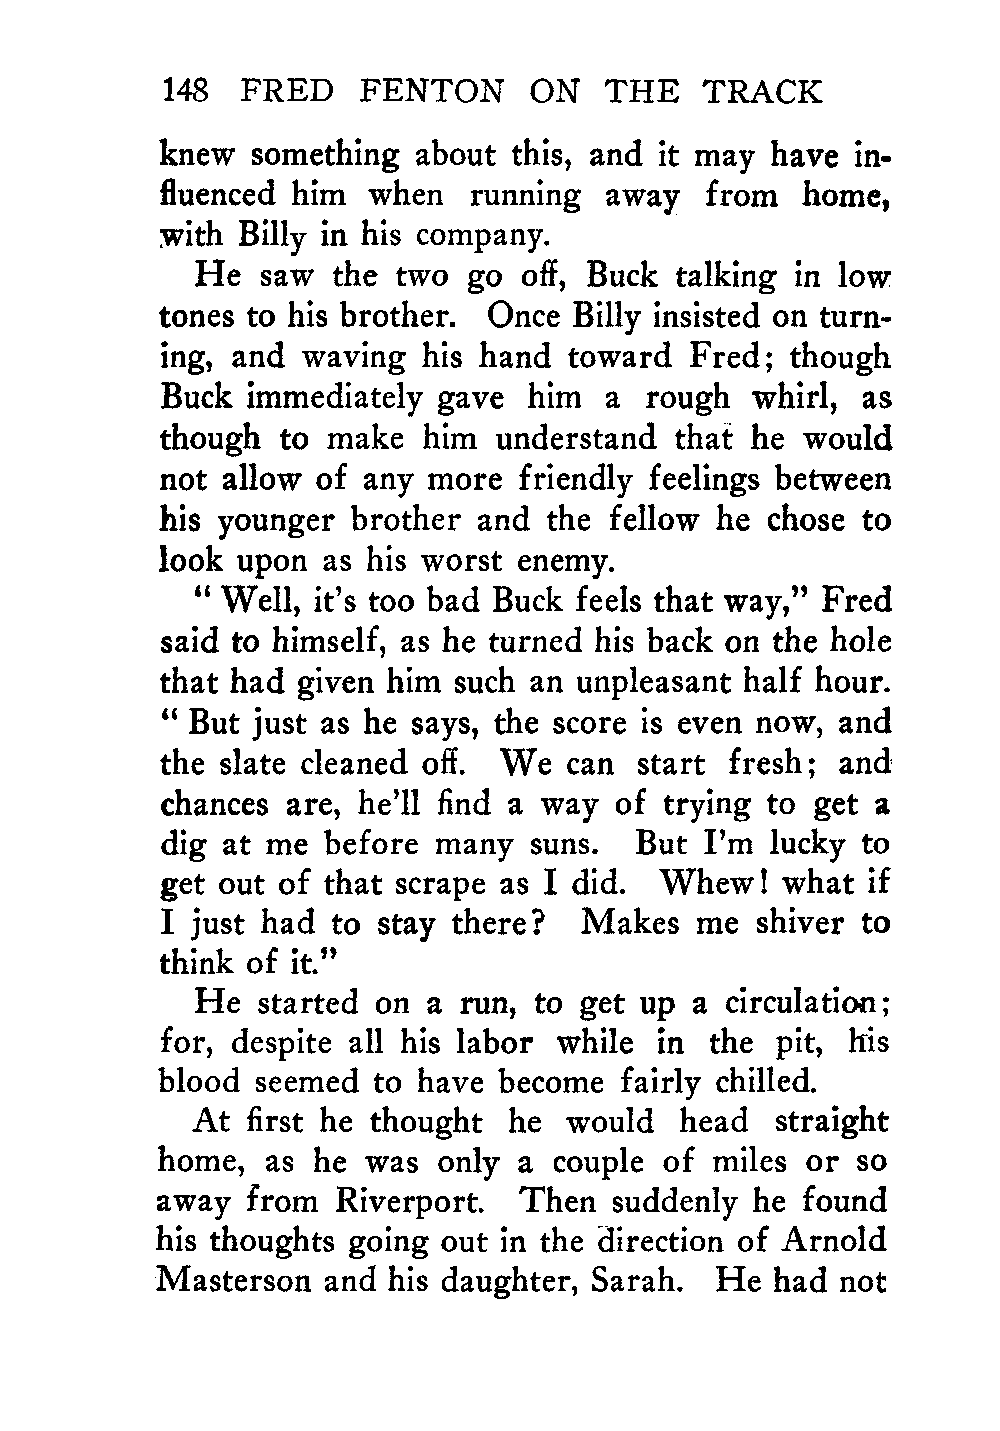 148 FRED FENTON ON THE TRACK
knew something about this, and it may have in-
fluenced him when running away from home,
with Billy in his company.
He saw the two go off, Buck talking in low
tones to his brother. Once Billy insisted on turn-
ing, and waving his hand toward Fred; though
Buck immediately gave him a rough whirl, as
though to make him understand that he would
not allow of any more friendly feelings between
his younger brother and the fellow he chose to
look upon as his worst enemy.
“ Well, it’s too bad Buck feels that way,” Fred
said to himself, as he turned his back on the hole
that had given him such an unpleasant half hour.
“ But just as he says, the score is even now, and
the slate cleaned off. We can start fresh; and
chances are, he’ll find a way of trying to get a
dig at me before many suns. But I’m lucky to
get out of that scrape as I did. Whew! what if
I just had to stay there? Makes me shiver to
think of it.”
He started on a run, to get up a circulation;
for, despite all his labor while in the pit, his
blood seemed to have become fairly chilled.
At first he thought he would head straight
home, as he was only a couple of miles or so
away from Riverport. Then suddenly he found
his thoughts going out in the direction of Arnold
Masterson and his daughter, Sarah. He had not